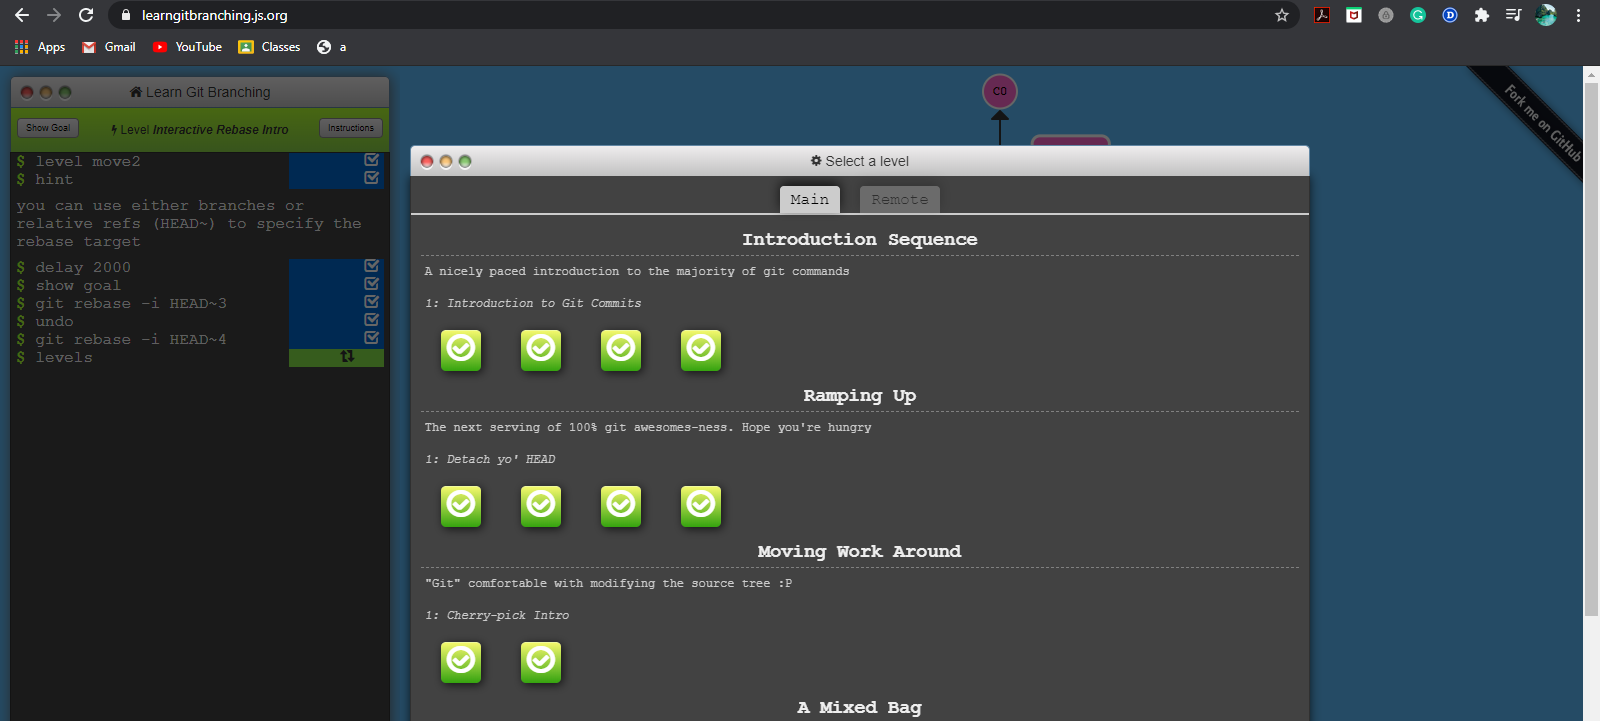 learngitbranching.js.org
Apps Gmail YouTube Classes a
Learn Git Branching
Show Goal Level Interactive Rebase Intro Instructions
$ level move2
$ hint
you can use either branches or
relative refs (HEAD~) to specify the
rebase target
$ delay 2000
$ show goal
$ git rebase -i HEAD~3
$ undo
$ git rebase -i HEAD~4
$ levels
C0
Fork me on GitHub
Select a level
Main Remote
Introduction Sequence
A nicely paced introduction to the majority of git commands
1: Introduction to Git Commits
Ramping Up
The next serving of 100% git awesomes-ness. Hope you're hungry
1: Detach yo' HEAD
Moving Work Around
"Git" comfortable with modifying the source tree :P
1: Cherry-pick Intro
A Mixed Bag